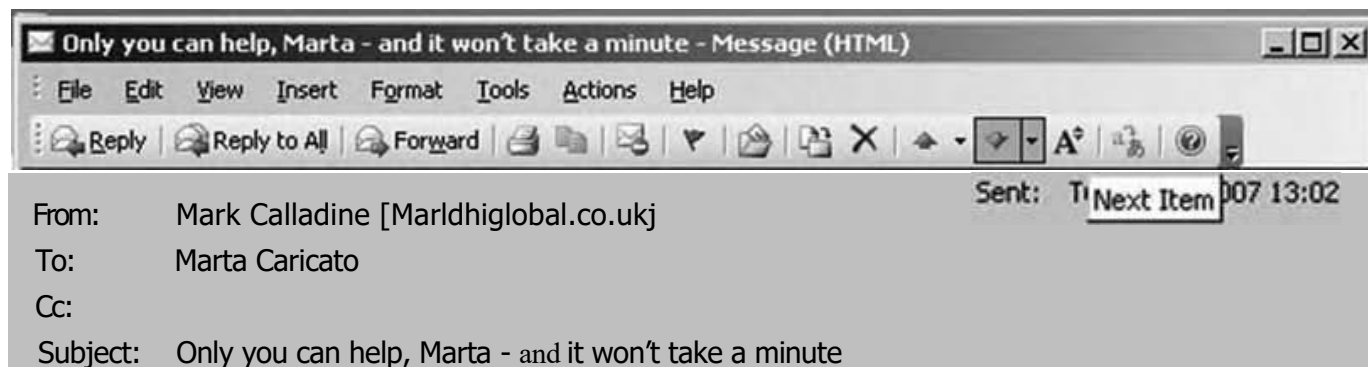 Only you can help, Marta - and it won't take a minute - Message (HTML)
File Edit View Insert Format Tools Actions Help
Reply Reply to All Forward
Sent: 007 13:02
Next Item
From: Mark Calladine [Marldhiglobal.co.ukj
To: Marta Caricato
Cc:
Subject: Only you can help, Marta - and it won't take a minute